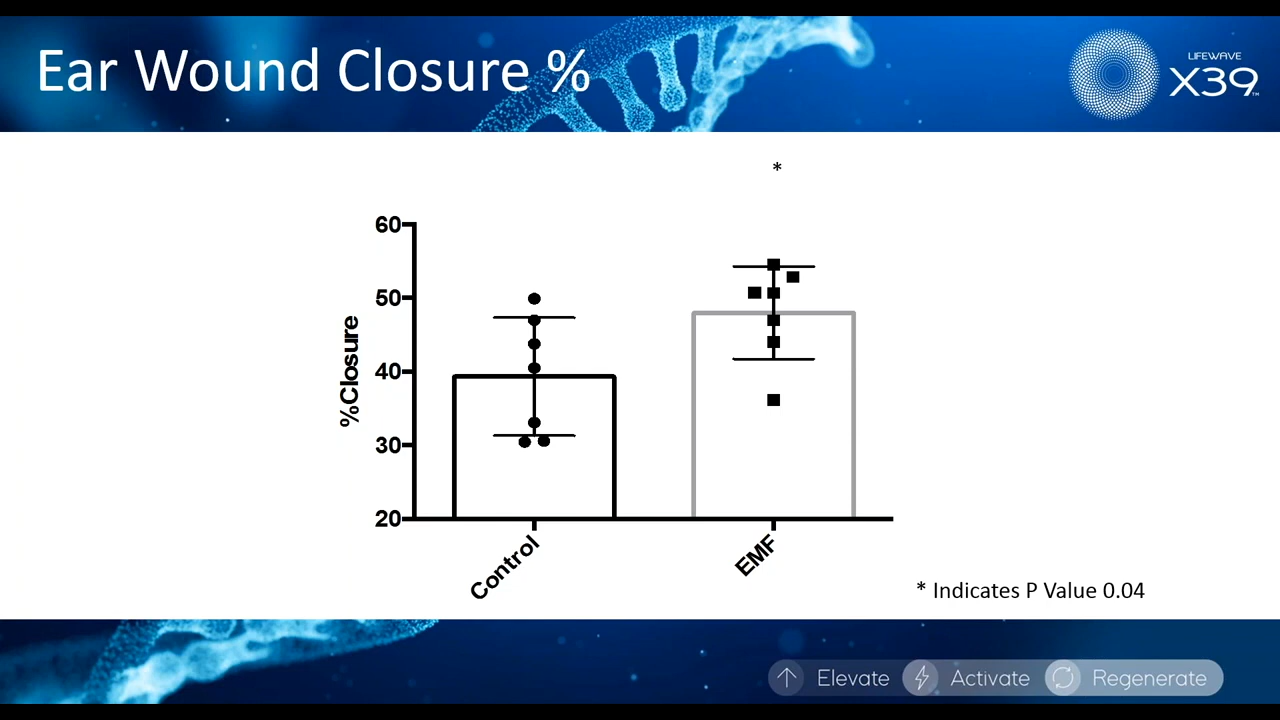 Ear Wound Closure %
LIFEWAVE
X39™
*
60
50
40
30
20
%Closure
Control
EMF
* Indicates P Value 0.04
Elevate
Activate
Regenerate